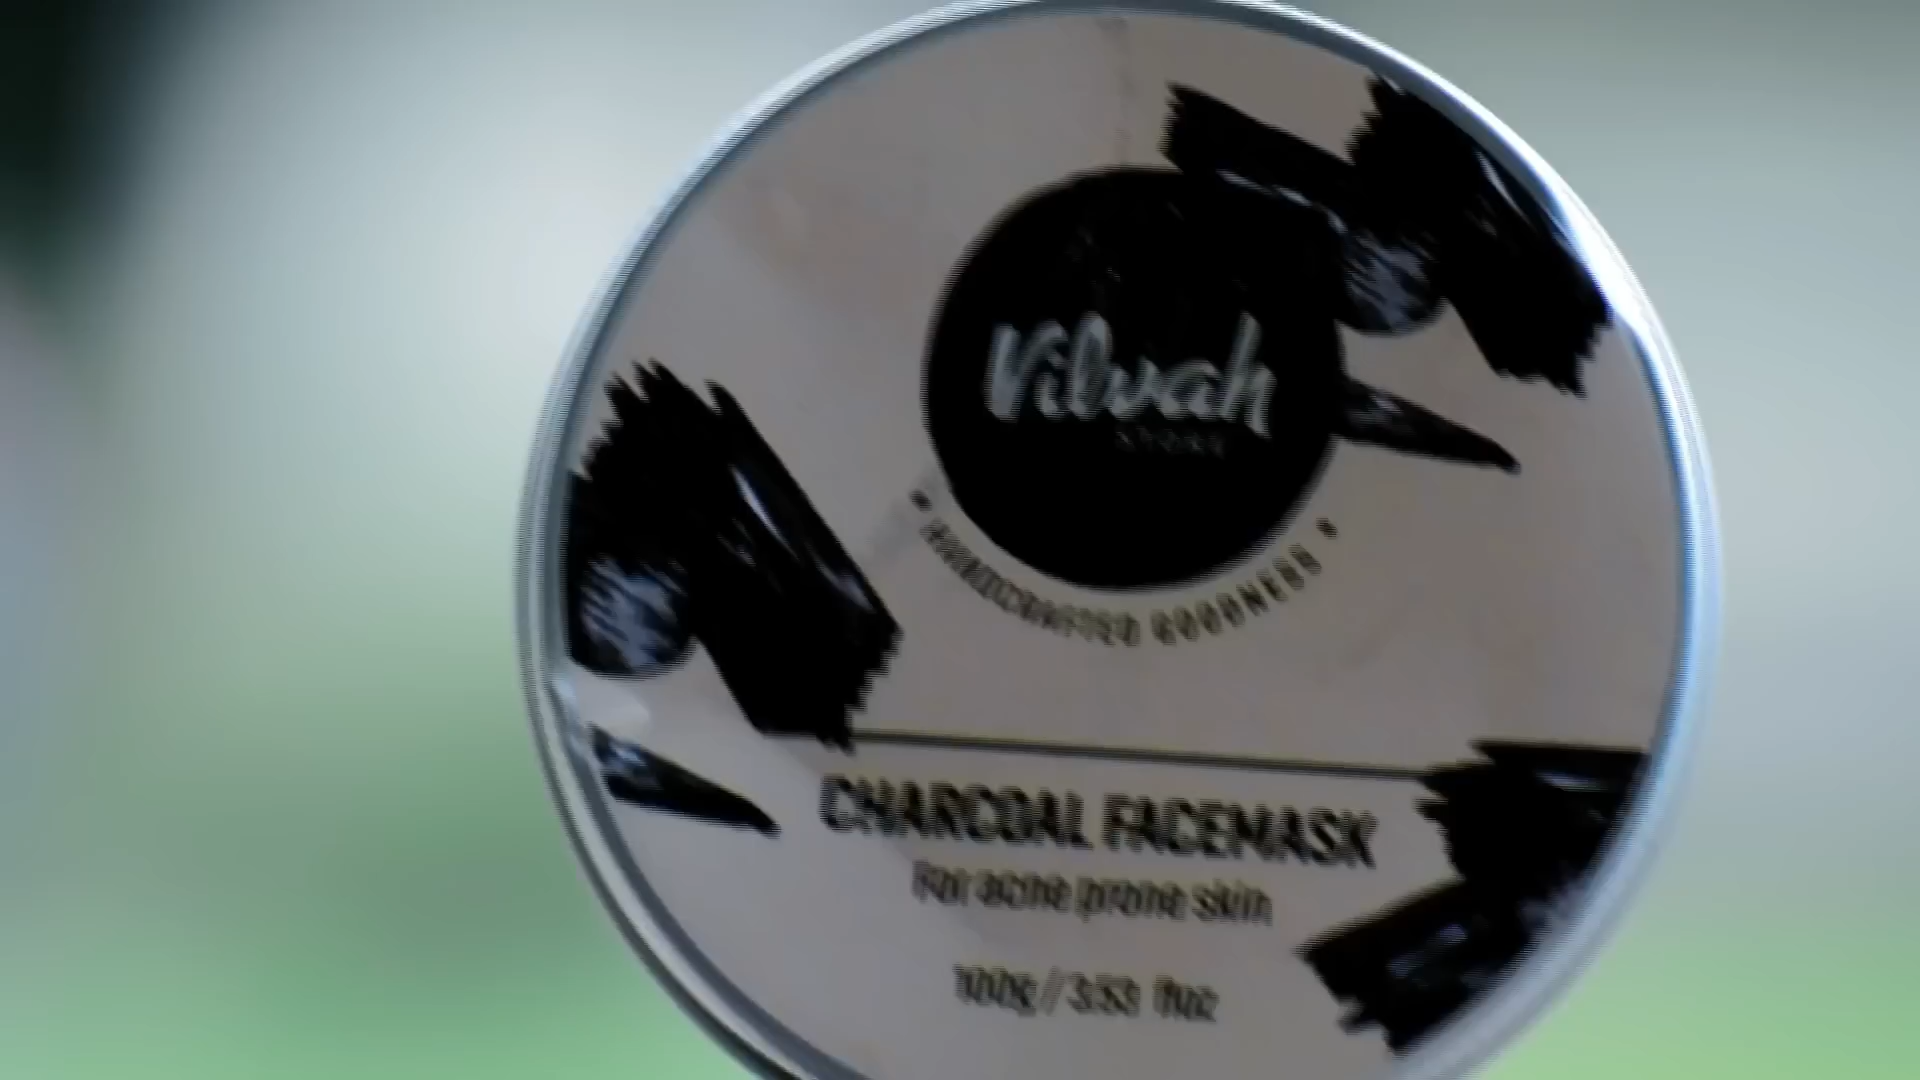 Vilvah
STORE
HANDCRAFTED GOODNESS
CHARCOAL FACEMASK
For acne prone skin
100g / 3.53 floz